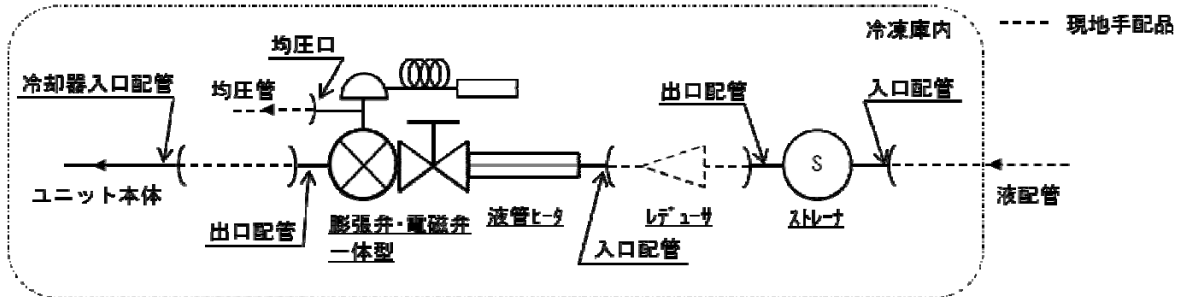 冷凍庫内
現地手配品
均圧口
冷却器入口配管
均圧管
出口配管
入口配管
S
ユニット本体
液配管
出口配管
膨張弁・電磁弁
一体型
液管ヒータ
入口配管
レデューサ
ストレーナ